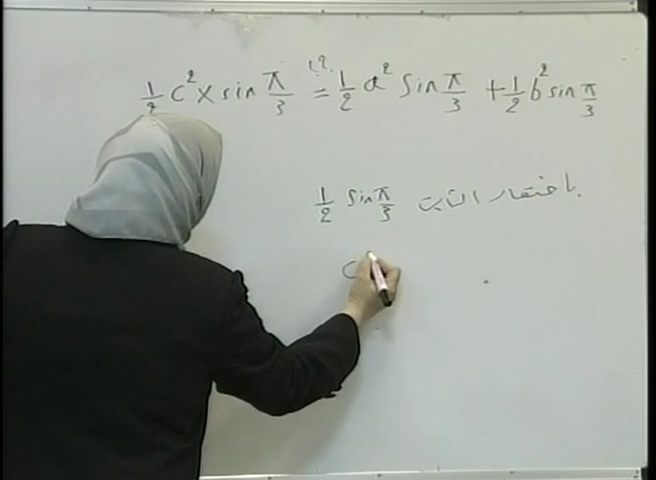 ½ c² x sin π/3 =؟؟ ½ a² sin π/3 + ½ b² sin π/3
باختصار الثابت ½ sin π/3
c